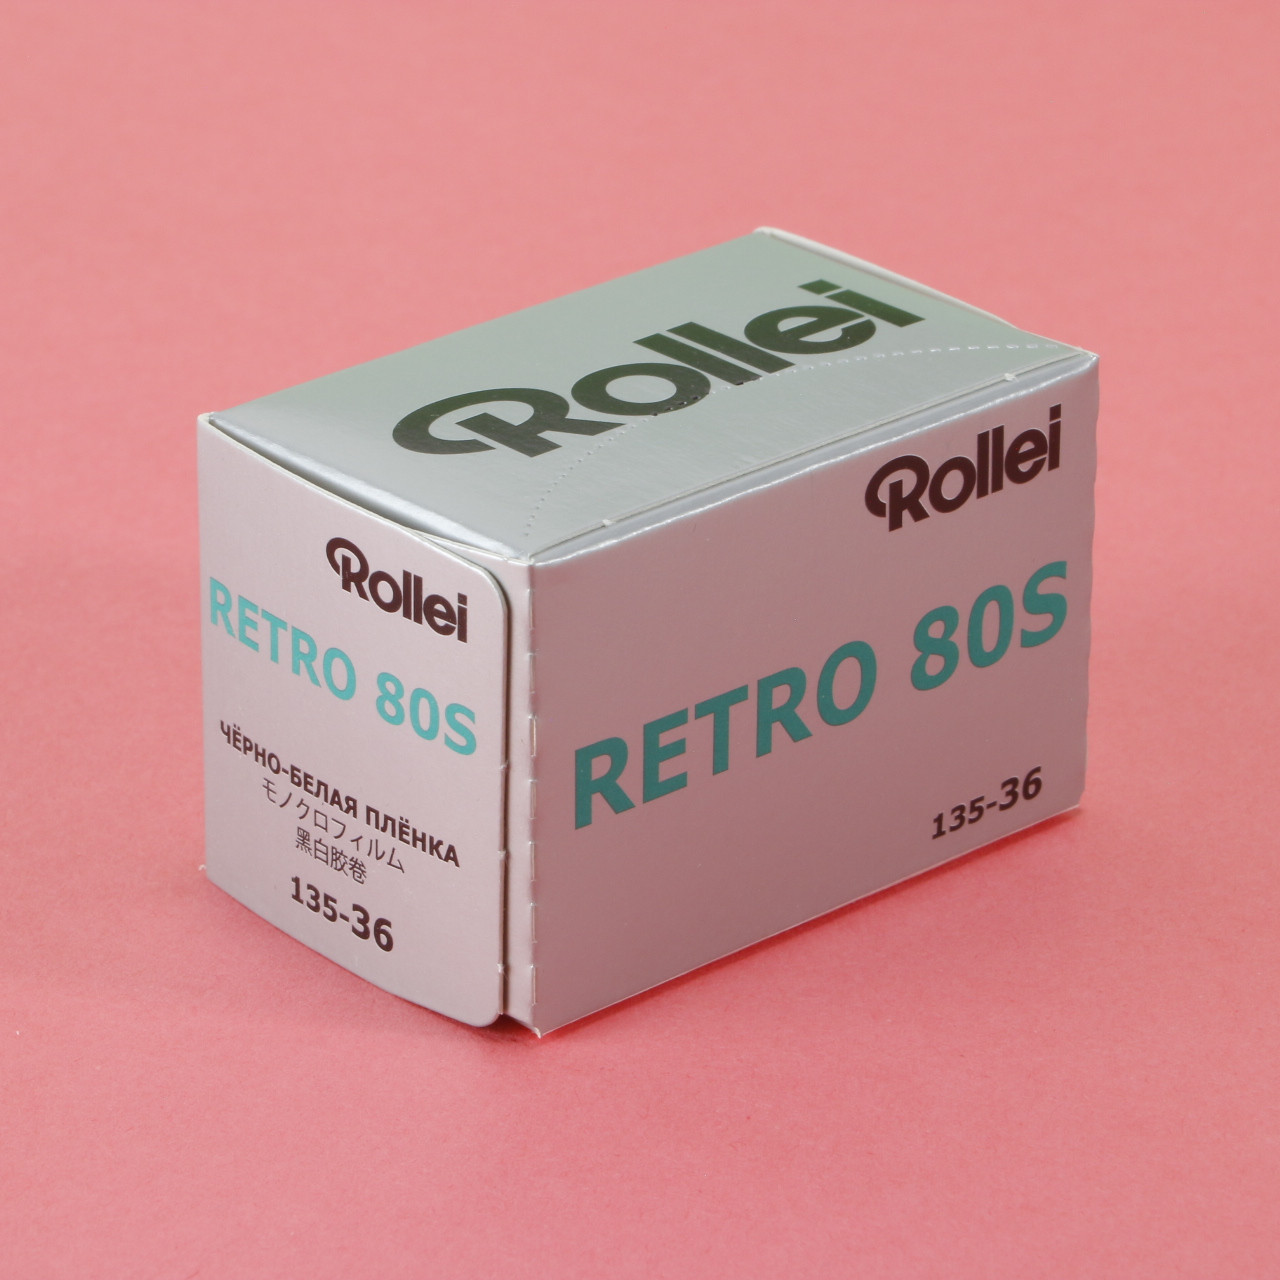 Rollei
Rollei
RETRO 80S
ЧЁРНО-БЕЛАЯ ПЛЁНКА
モノクロフィルム
黑白胶卷
135-36
Rollei
RETRO 80S
135-36